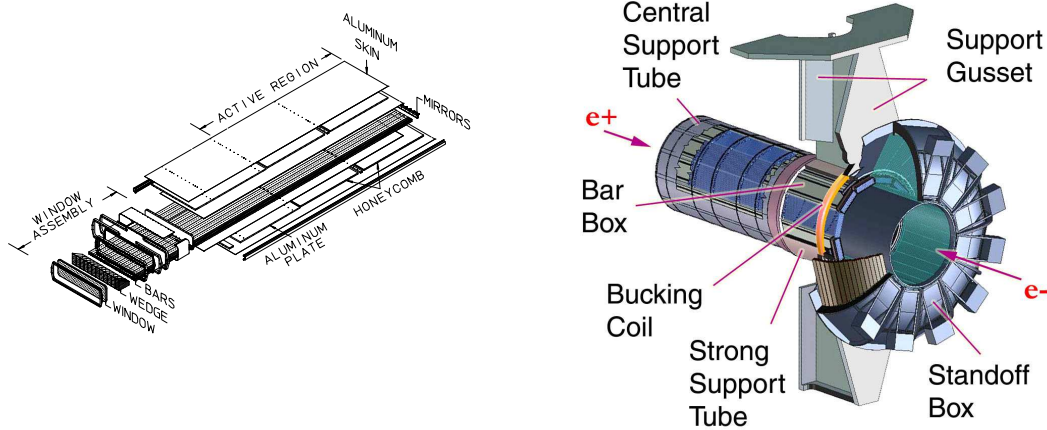 ALUMINUM
SKIN
ACTIVE REGION
MIRRORS
HONEYCOMB
WINDOW
ASSEMBLY
ALUMINUM
PLATE
BARS
WEDGE
WINDOW
Central
Support
Tube
Support
Gusset
e+
Bar
Box
e-
Bucking
Coil
Strong
Support
Tube
Standoff
Box